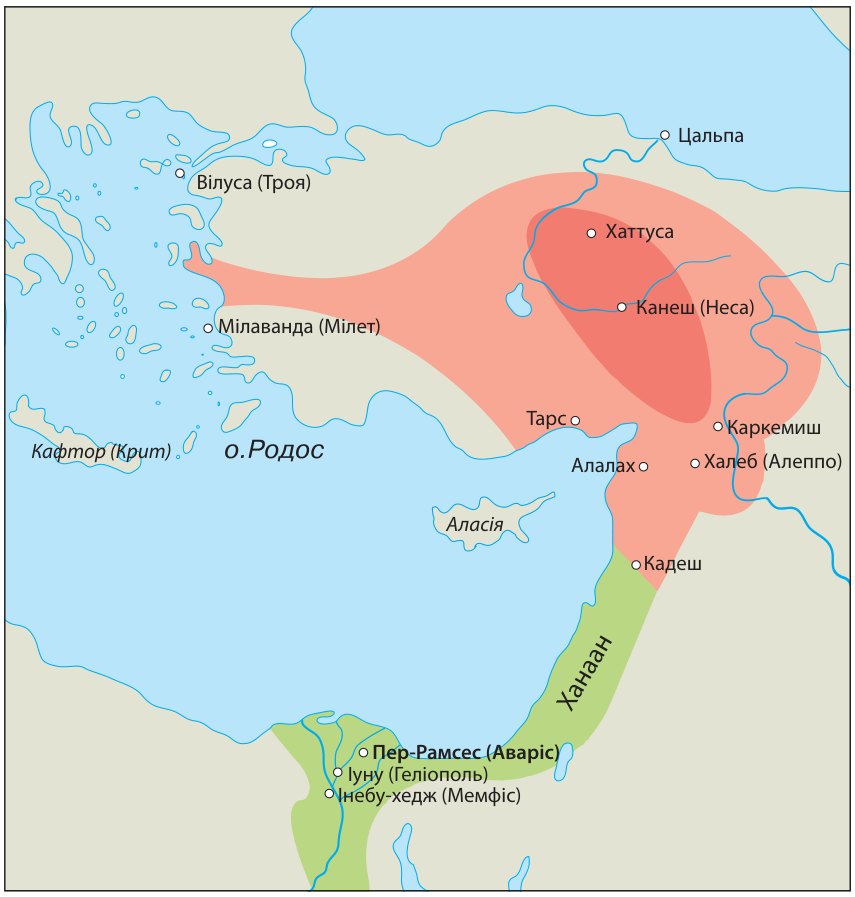 Цальпа
Вілуса (Троя)
Хаттуса
Канеш (Неса)
Мілаванда (Мілет)
Тарс
Каркемиш
Кафтор (Крит)
о.Родос
Алалах
Халеб (Алеппо)
Аласія
Кадеш
Ханаан
Пер-Рамсес (Аваріс)
Іуну (Геліополь)
Інебу-хедж (Мемфіс)